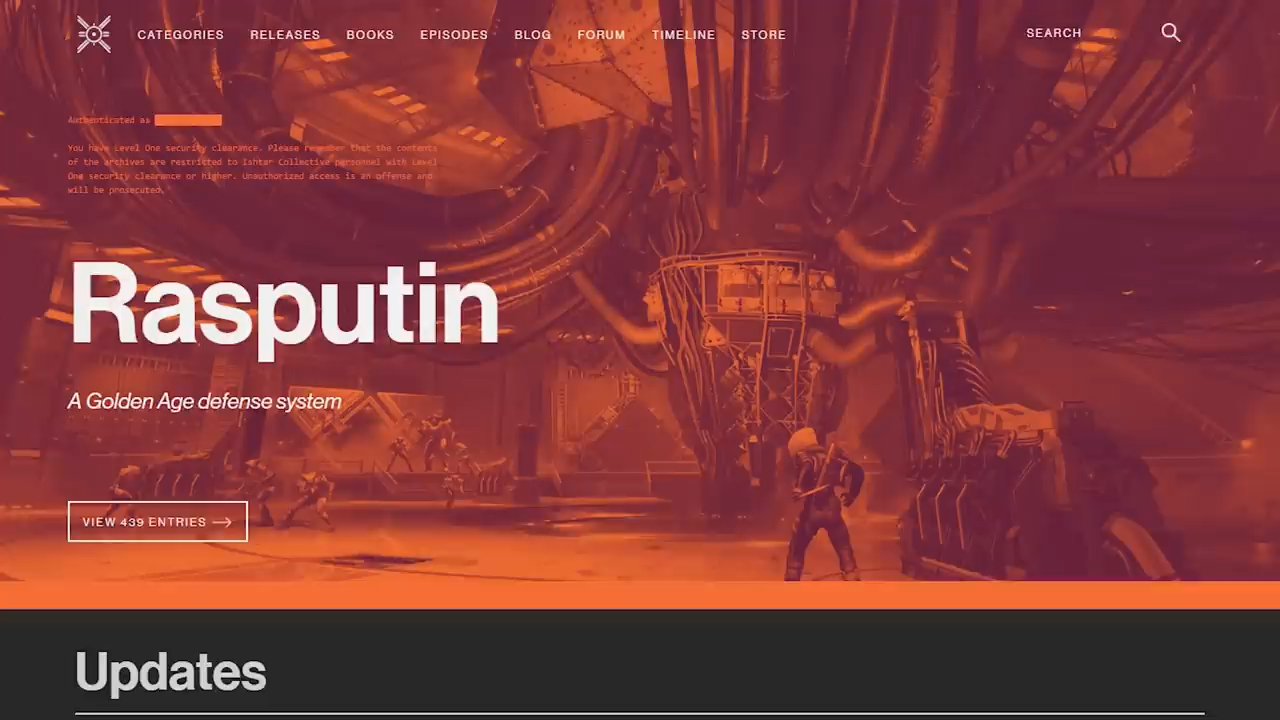 CATEGORIES RELEASES BOOKS EPISODES BLOG FORUM TIMELINE STORE SEARCH
Authenticated as
You have Level One security clearance. Please remember that the contents
of the archives are restricted to Ishtar Collective personnel with Level
One security clearance or higher. Unauthorized access is an offense and
will be prosecuted.
Rasputin
A Golden Age defense system
VIEW 439 ENTRIES
Updates